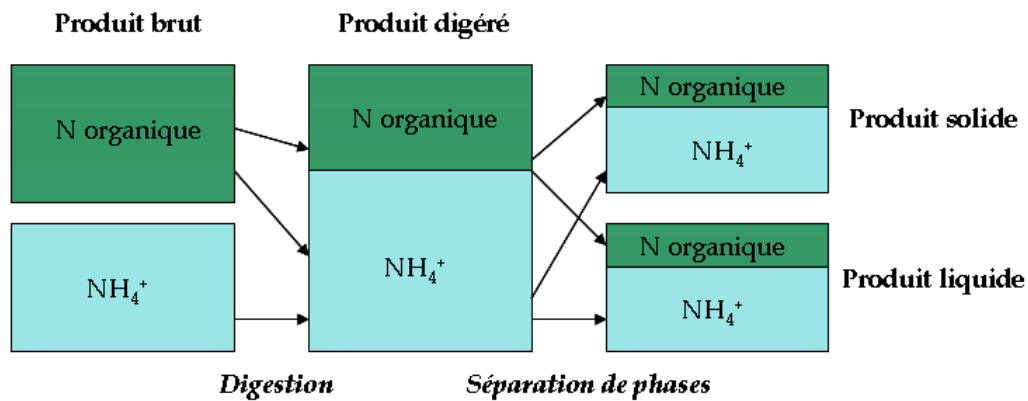 Produit brut
Produit digéré
N organique
NH₄⁺
N organique
NH₄⁺
N organique
NH₄⁺
Produit solide
N organique
NH₄⁺
Produit liquide
Digestion
Séparation de phases